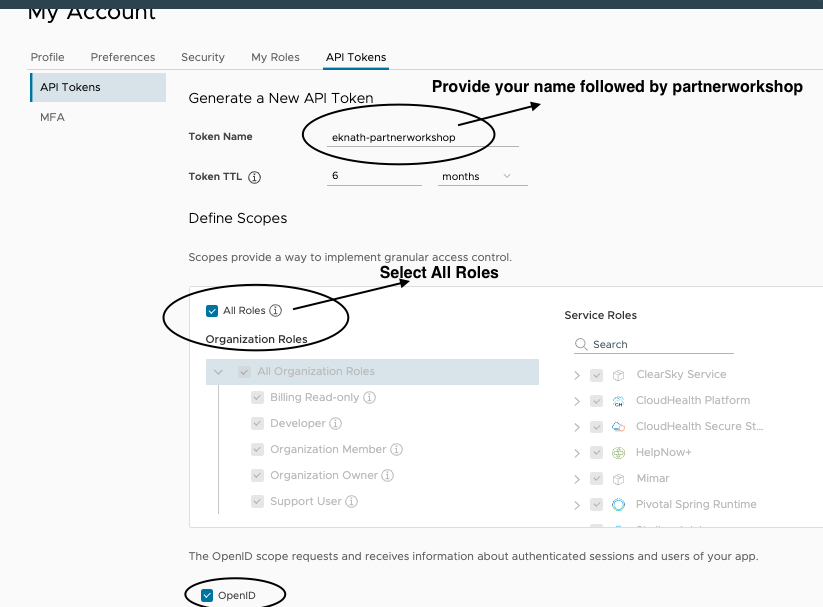 My Account
Profile Preferences Security My Roles API Tokens
API Tokens
MFA
Provide your name followed by partnerworkshop
Generate a New API Token
Token Name eknath-partnerworkshop
Token TTL 6 months
Define Scopes
Scopes provide a way to implement granular access control.
Select All Roles
All Roles
Organization Roles
All Organization Roles
Billing Read-only
Developer
Organization Member
Organization Owner
Support User
Service Roles
Search
ClearSky Service
CloudHealth Platform
CloudHealth Secure St...
HelpNow+
Mimar
Pivotal Spring Runtime
The OpenID scope requests and receives information about authenticated sessions and users of your app.
OpenID